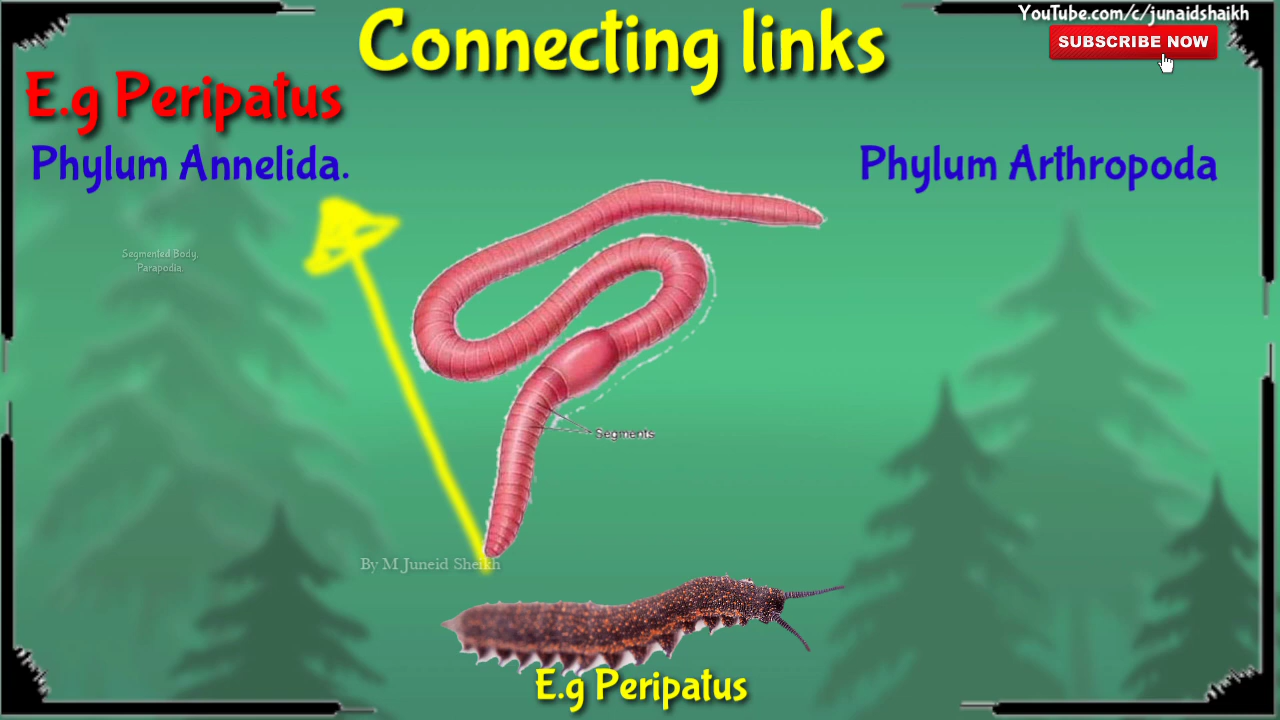 YouTube.com/c/junaidshaikh
SUBSCRIBE NOW
Connecting links
E.g Peripatus
Phylum Annelida.
Phylum Arthropoda
Segmented Body,
Parapodia.
Segments
By M Juneid Sheikh
E.g Peripatus